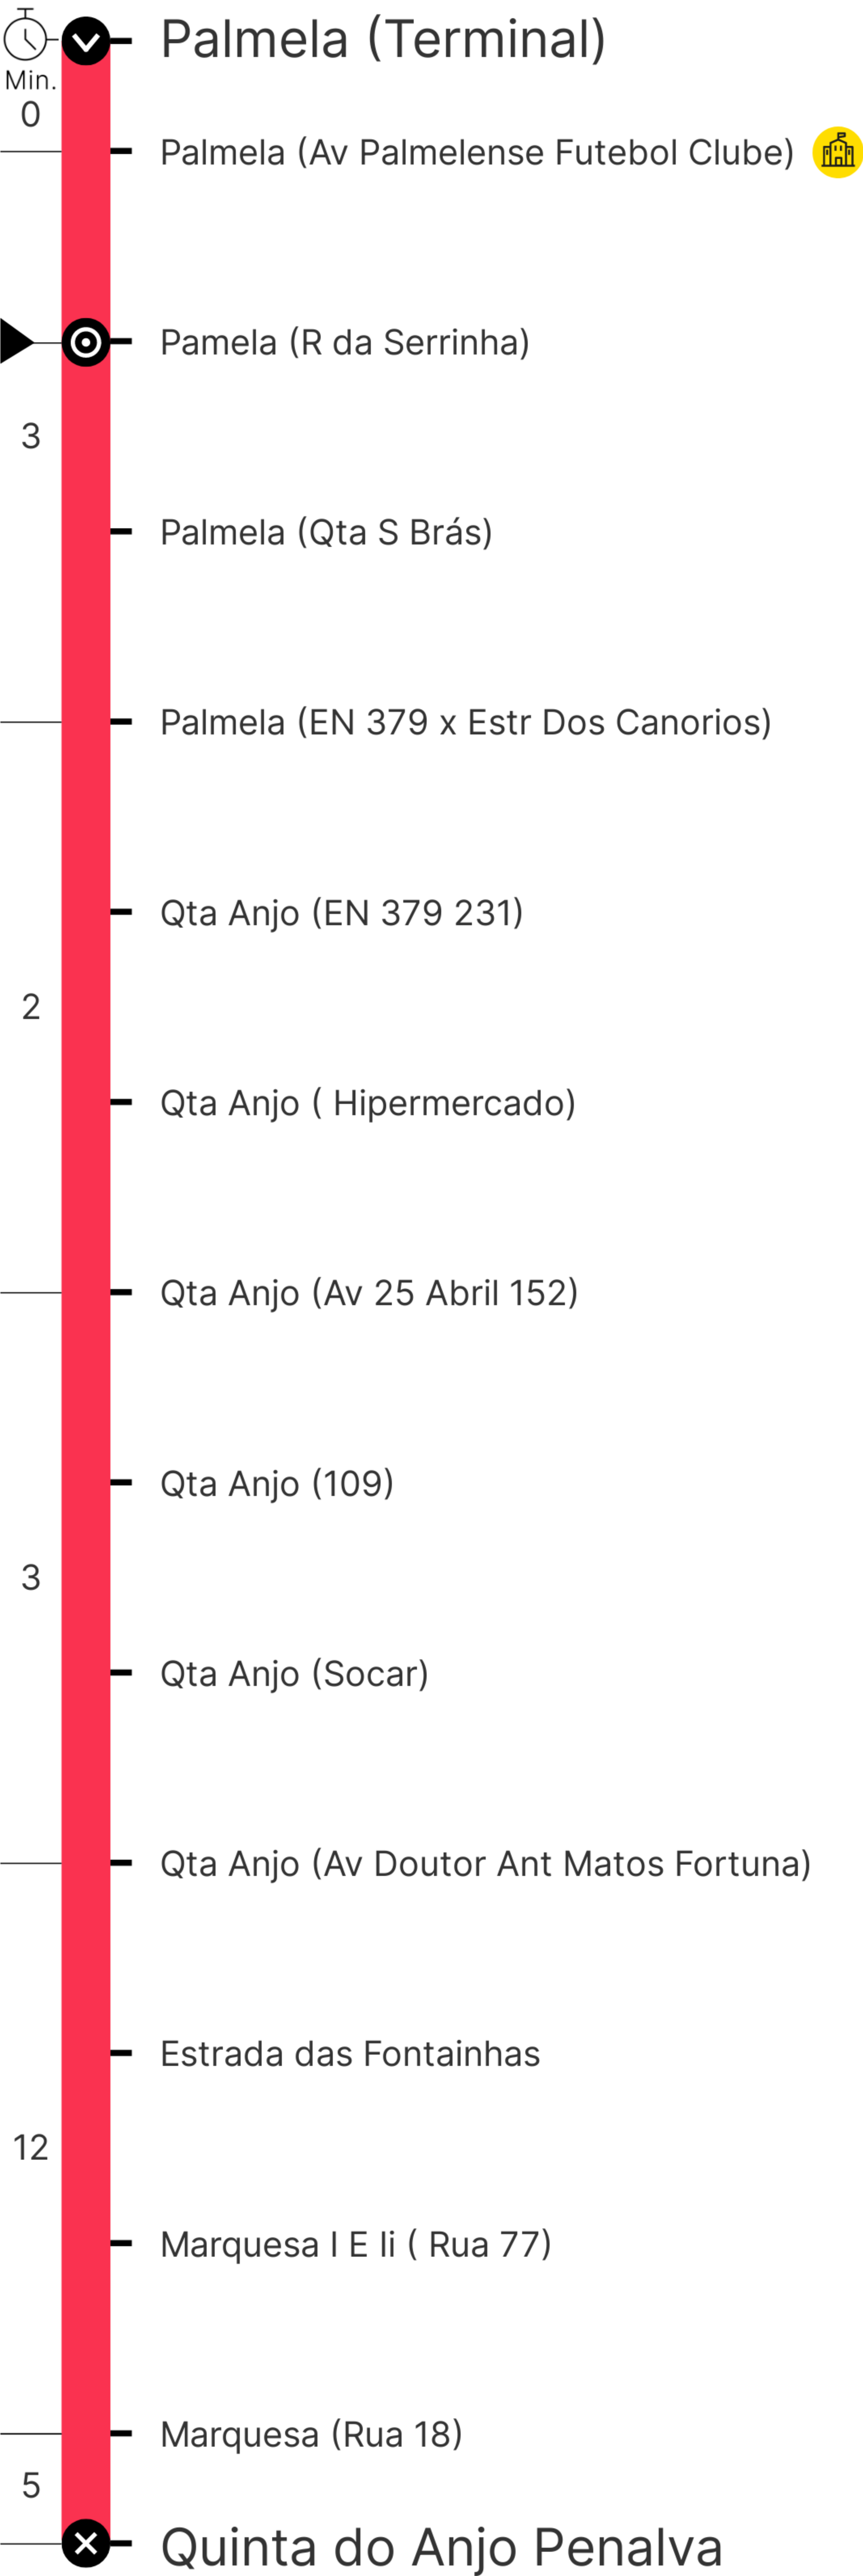 Palmela (Terminal)
Min.
0
Palmela (Av Palmelense Futebol Clube)
Pamela (R da Serrinha)
3
Palmela (Qta S Brás)
Palmela (EN 379 x Estr Dos Canorios)
Qta Anjo (EN 379 231)
2
Qta Anjo ( Hipermercado)
Qta Anjo (Av 25 Abril 152)
Qta Anjo (109)
3
Qta Anjo (Socar)
Qta Anjo (Av Doutor Ant Matos Fortuna)
Estrada das Fontainhas
12
Marquesa I E Ii ( Rua 77)
Marquesa (Rua 18)
5
Quinta do Anjo Penalva